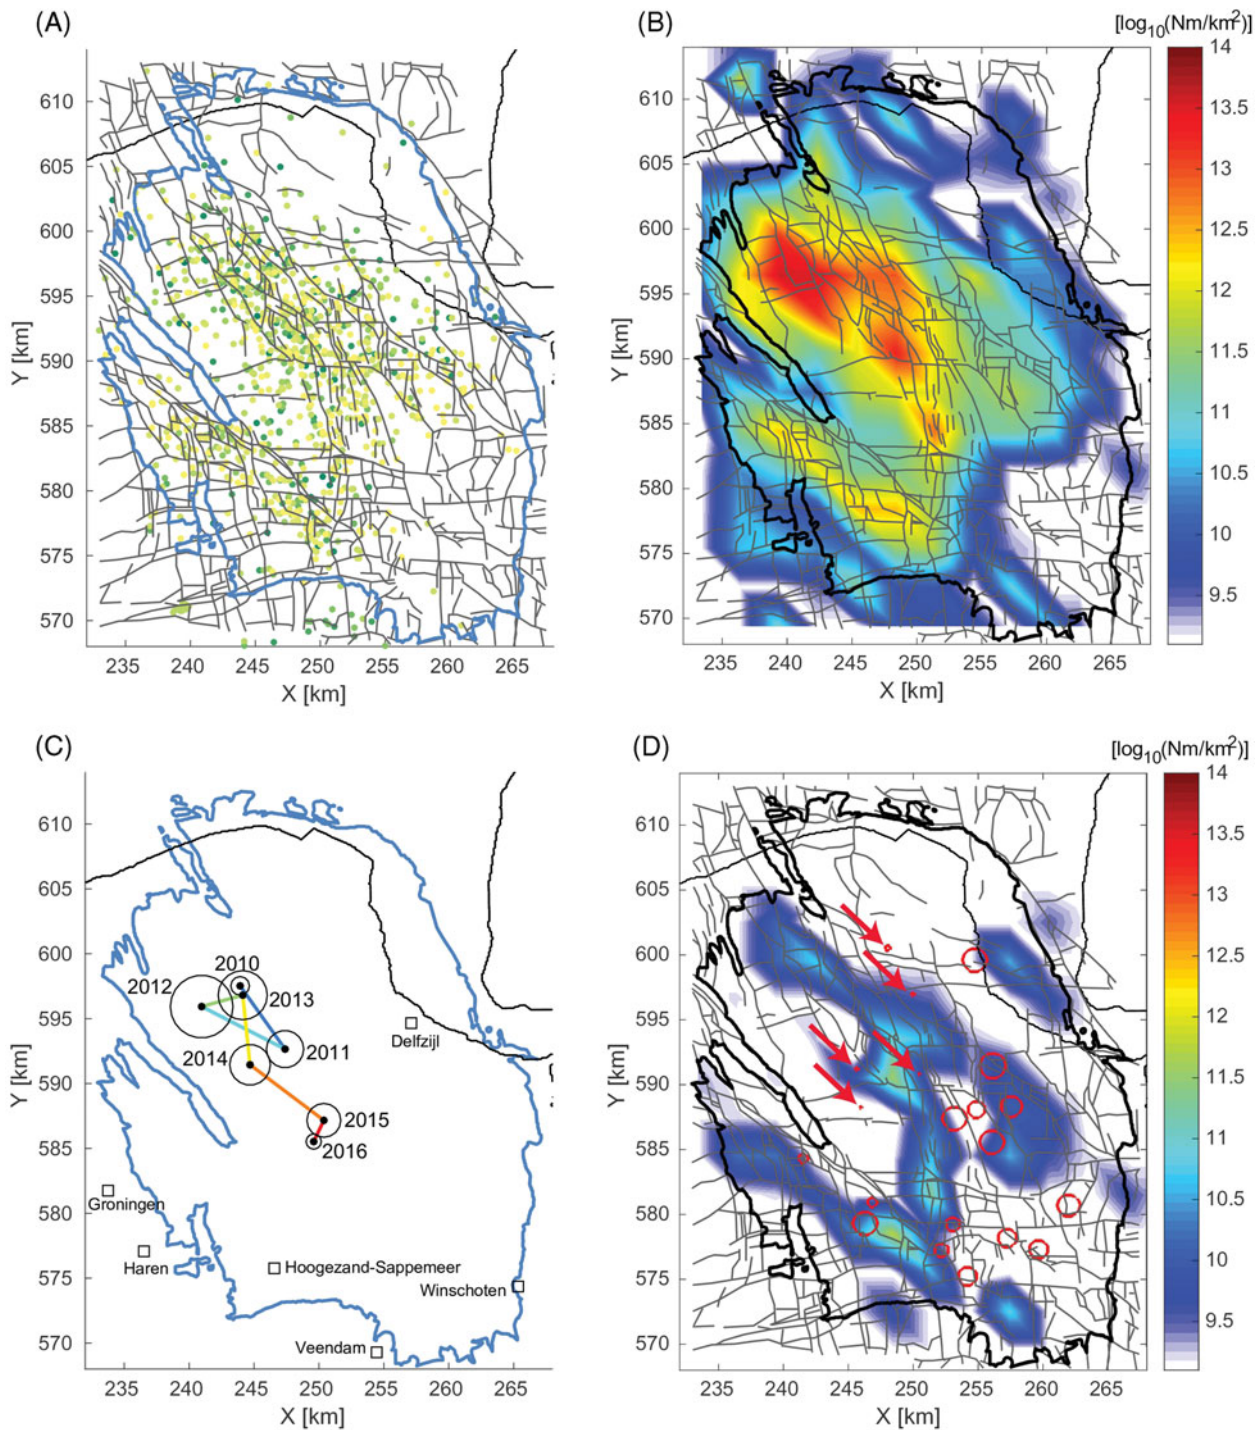 (A)
Y [km]
610
605
600
595
590
585
580
575
570
235 240 245 250 255 260 265
X [km]
(B)
[log10(Nm/km2)]
Y [km]
610
605
600
595
590
585
580
575
570
235 240 245 250 255 260 265
X [km]
14
13.5
13
12.5
12
11.5
11
10.5
10
9.5
(C)
Y [km]
610
605
600
595
590
585
580
575
570
2010
2012
2013
2011
2014
2015
2016
Delfzijl
Groningen
Haren
Hoogezand-Sappemeer
Winschoten
Veendam
235 240 245 250 255 260 265
X [km]
(D)
[log10(Nm/km2)]
Y [km]
610
605
600
595
590
585
580
575
570
235 240 245 250 255 260 265
X [km]
14
13.5
13
12.5
12
11.5
11
10.5
10
9.5